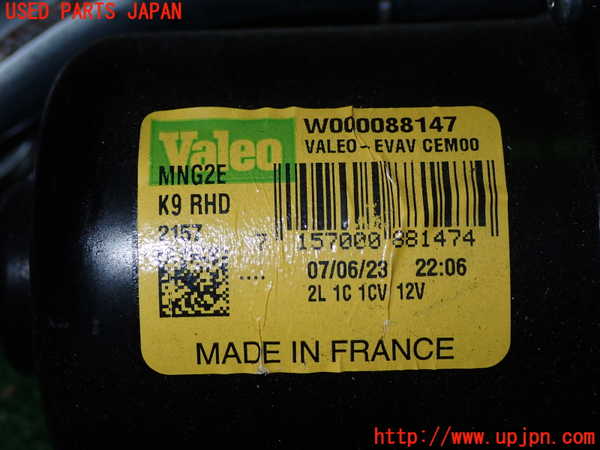 USED PARTS JAPAN
Valeo
W000088147
VALEO-EVAV CEM00
MNG2E
K9 RHD
2157
7 157000 881474
.... 07/06/23 22:06
2L 1C 1CV 12V
MADE IN FRANCE
www.upjpn.com